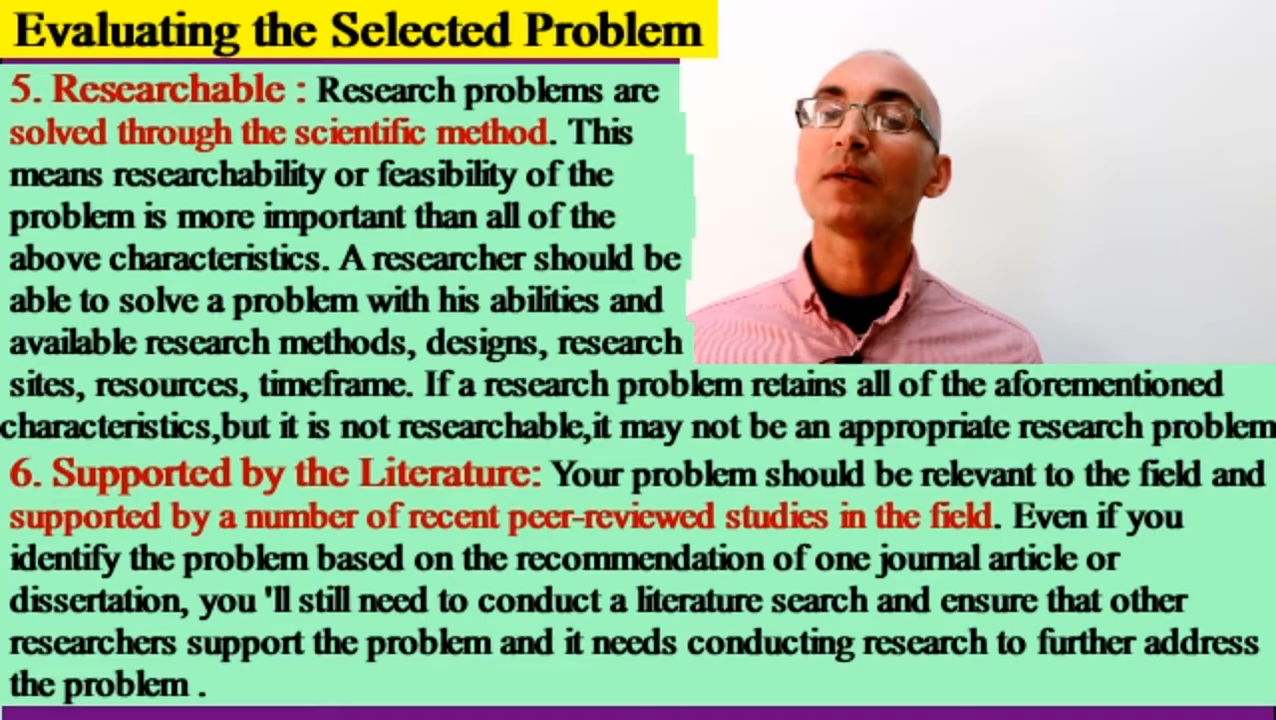 Evaluating the Selected Problem
5. Researchable : Research problems are
solved through the scientific method. This
means researchability or feasibility of the
problem is more important than all of the
above characteristics. A researcher should be
able to solve a problem with his abilities and
available research methods, designs, research
sites, resources, timeframe. If a research problem retains all of the aforementioned
characteristics,but it is not researchable,it may not be an appropriate research problem
6. Supported by the Literature: Your problem should be relevant to the field and
supported by a number of recent peer-reviewed studies in the field. Even if you
identify the problem based on the recommendation of one journal article or
dissertation, you 'll still need to conduct a literature search and ensure that other
researchers support the problem and it needs conducting research to further address
the problem .